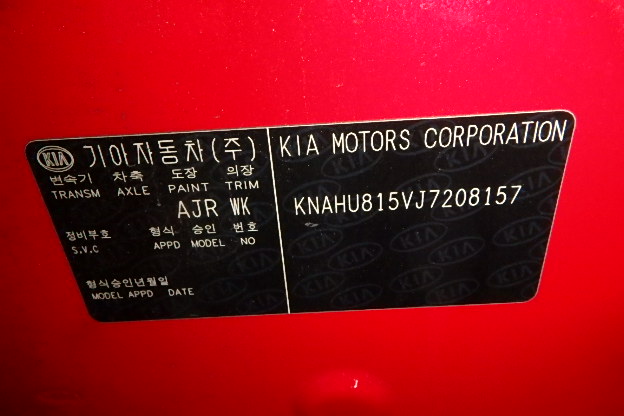 KIA 기아자동차(주)
변속기 차축 도장 의장
TRANSM AXLE PAINT TRIM
AJR WK
정비부호 형식 승인 번호
S.V.C APPD MODEL NO
형식승인년월일
MODEL APPD DATE
KIA MOTORS CORPORATION
KNAHU815VJ7208157